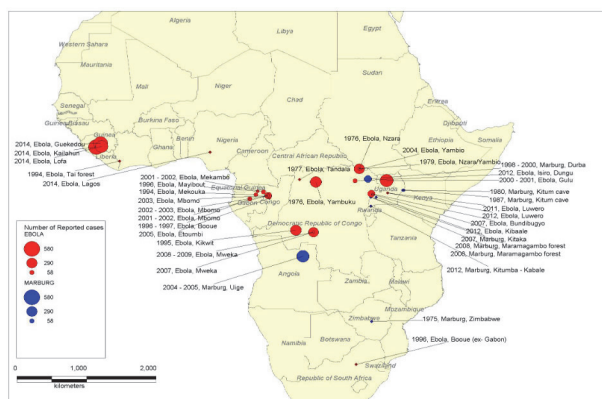 Algeria
Libya
Egypt
Western Sahara
Mauritania
Mali
Niger
Chad
Sudan
Eritrea
Senegal
Burkina Faso
Djibouti
Guinea-Bissau
Guinea
Benin
Nigeria
Ghana
Liberia
Cameroon
Central African Republic
Ethiopia
Somalia
Equatorial Guinea
Gabon
Congo
Democratic Republic of Congo
Uganda
Kenya
Rwanda
Tanzania
Angola
Zambia
Malawi
Mozambique
Zimbabwe
Namibia
Botswana
Swaziland
Republic of South Africa
2014, Ebola, Guekedou
2014, Ebola, Kailahun
2014, Ebola, Lofa
1994, Ebola, Tai forest
2014, Ebola, Lagos
1976, Ebola, Nzara
2004, Ebola, Yambio
1979, Ebola, Nzara/Yambio
1977, Ebola, Tandala
1976, Ebola, Yambuku
2001 - 2002, Ebola, Mekambé
1996, Ebola, Mayibout
1994, Ebola, Mekouka
2003, Ebola, Mbomo
2002 - 2003, Ebola, Mbomo
2001 - 2002, Ebola, Mbomo
1996 - 1997, Ebola, Booue
2005, Ebola, Etoumbi
1995, Ebola, Kikwit
2008 - 2009, Ebola, Mweka
2007, Ebola, Mweka
2004 - 2005, Marburg, Uige
1998 - 2000, Marburg, Durba
2012, Ebola, Isiro, Dungu
2000 - 2001, Ebola, Gulu
1980, Marburg, Kitum cave
1987, Marburg, Kitum cave
2011, Ebola, Luwero
2012, Ebola, Luwero
2007, Ebola, Bundibugyo
2012, Ebola, Kibaale
2007, Marburg, Kitaka
2008, Marburg, Maramagambo forest
2008, Marburg, Maramagambo forest
2012, Marburg, Kitumba - Kabale
1975, Marburg, Zimbabwe
1996, Ebola, Booue (ex- Gabon)
Number of Reported cases
EBOLA
580
290
58
MARBURG
580
290
58
0 500 1,000 2,000
kilometers